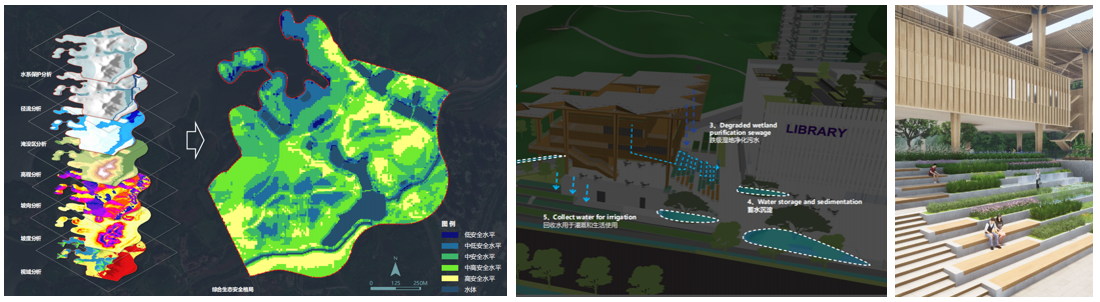 水系保护分析
径流分析
淹没区分析
高程分析
坡向分析
坡度分析
视域分析
综合生态安全格局
N
0 125 250M
图 例
低安全水平
中低安全水平
中安全水平
中高安全水平
高安全水平
水体
3、Degraded wetland
purification sewage
跌级湿地净化污水
LIBRARY
4、Water storage and sedimentation
蓄水沉淀
5、Collect water for irrigation
回收水用于灌溉和生活使用